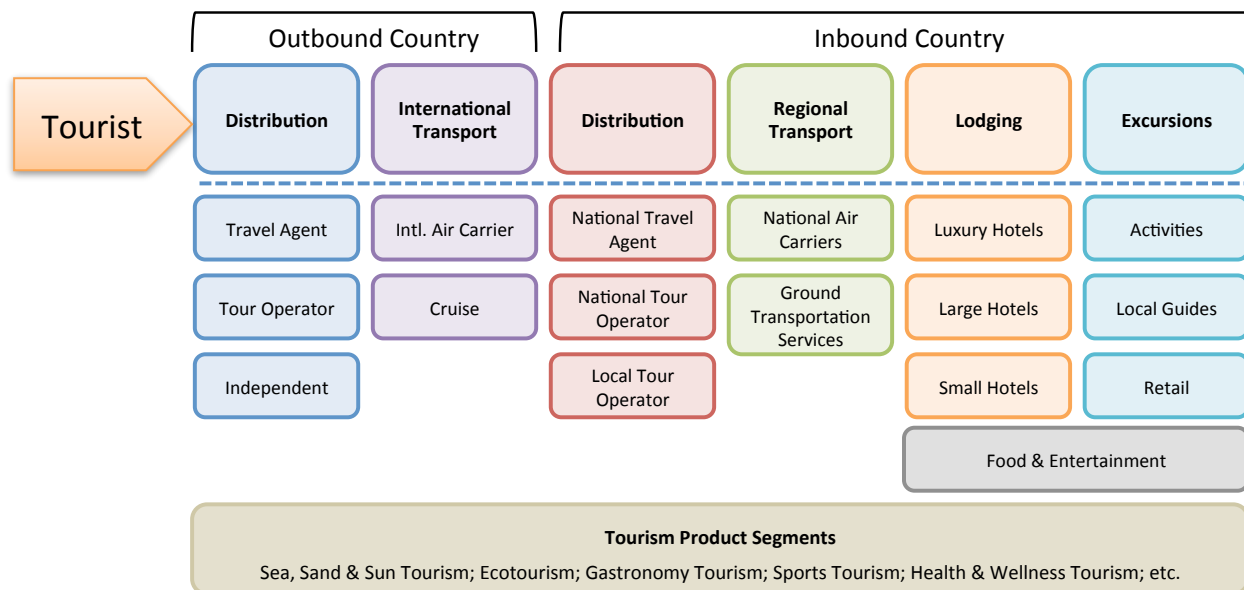 Outbound Country
Inbound Country
Tourist
Distribution
International
Transport
Distribution
Regional
Transport
Lodging
Excursions
Travel Agent
Intl. Air Carrier
National Travel
Agent
National Air
Carriers
Luxury Hotels
Activities
Tour Operator
Cruise
National Tour
Operator
Ground
Transportation
Services
Large Hotels
Local Guides
Independent
Local Tour
Operator
Small Hotels
Retail
Food & Entertainment
Tourism Product Segments
Sea, Sand & Sun Tourism; Ecotourism; Gastronomy Tourism; Sports Tourism; Health & Wellness Tourism; etc.